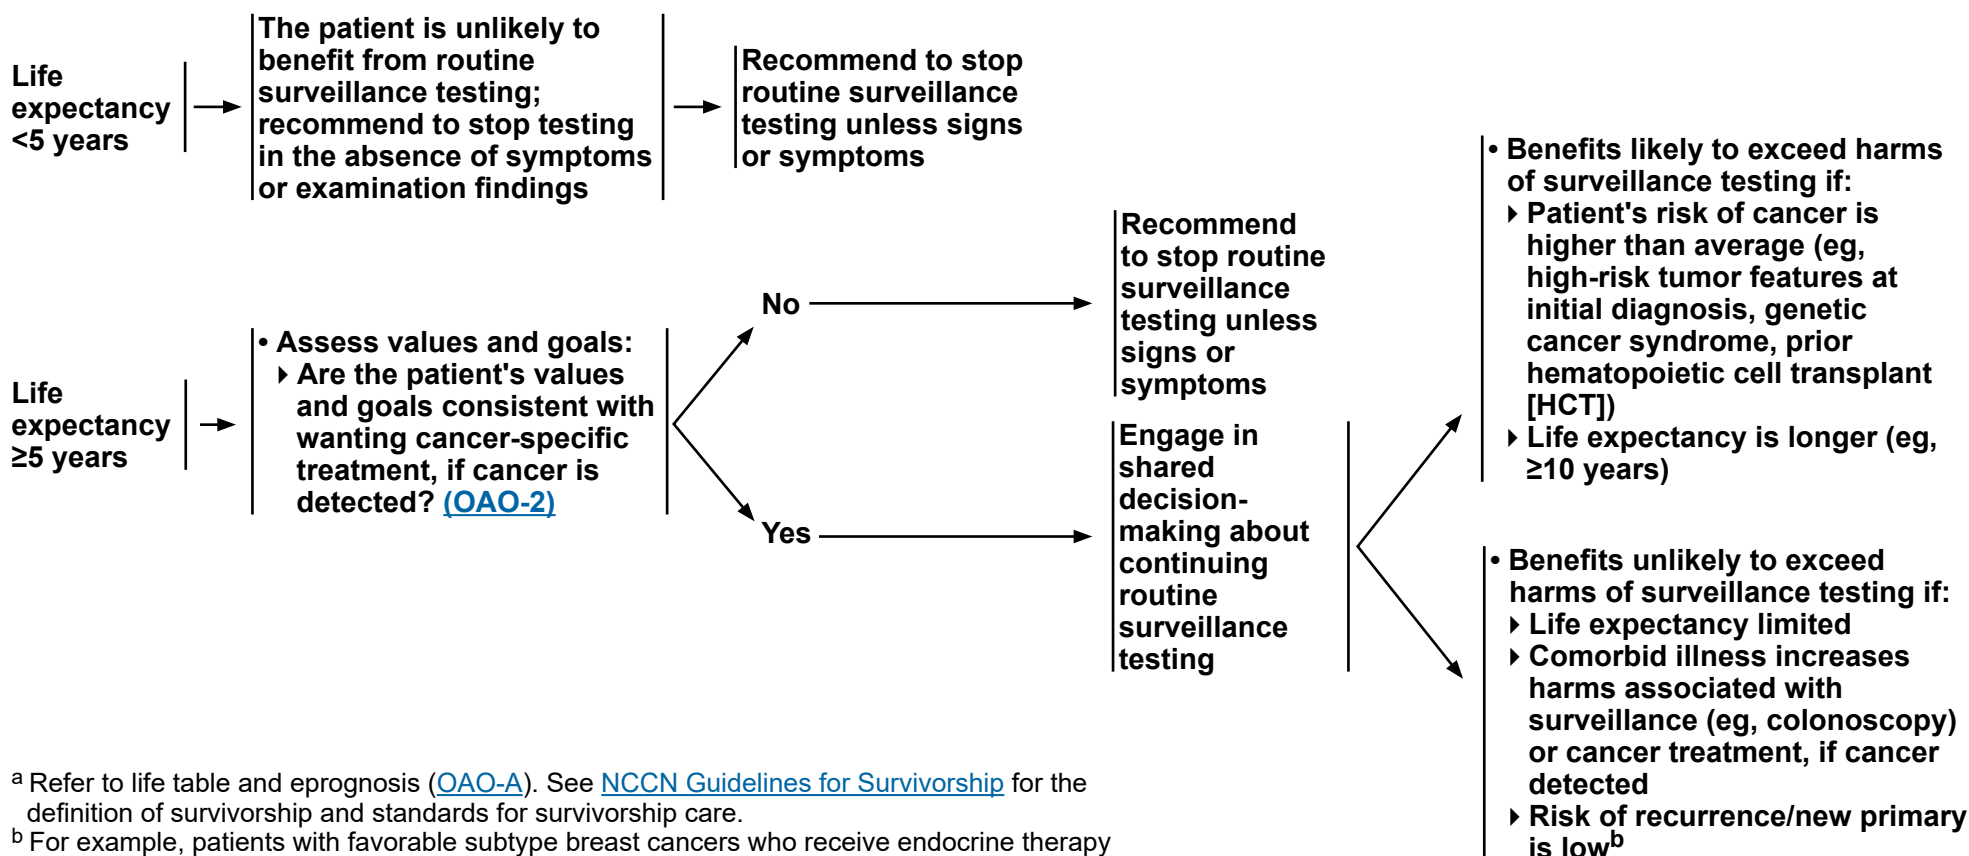 Life
expectancy
<5 years
The patient is unlikely to
benefit from routine
surveillance testing;
recommend to stop testing
in the absence of symptoms
or examination findings
Recommend to stop
routine surveillance
testing unless signs
or symptoms
Life
expectancy
≥5 years
• Assess values and goals:
▸ Are the patient's values
and goals consistent with
wanting cancer-specific
treatment, if cancer is
detected? (OAO-2)
No
Recommend
to stop routine
surveillance
testing unless
signs or
symptoms
Yes
Engage in
shared
decision-
making about
continuing
routine
surveillance
testing
• Benefits likely to exceed harms
of surveillance testing if:
▸ Patient's risk of cancer is
higher than average (eg,
high-risk tumor features at
initial diagnosis, genetic
cancer syndrome, prior
hematopoietic cell transplant
[HCT])
▸ Life expectancy is longer (eg,
≥10 years)
• Benefits unlikely to exceed
harms of surveillance testing if:
▸ Life expectancy limited
▸ Comorbid illness increases
harms associated with
surveillance (eg, colonoscopy)
or cancer treatment, if cancer
detected
▸ Risk of recurrence/new primary
is low b
a Refer to life table and eprognosis (OAO-A). See NCCN Guidelines for Survivorship for the
definition of survivorship and standards for survivorship care.
b For example, patients with favorable subtype breast cancers who receive endocrine therapy